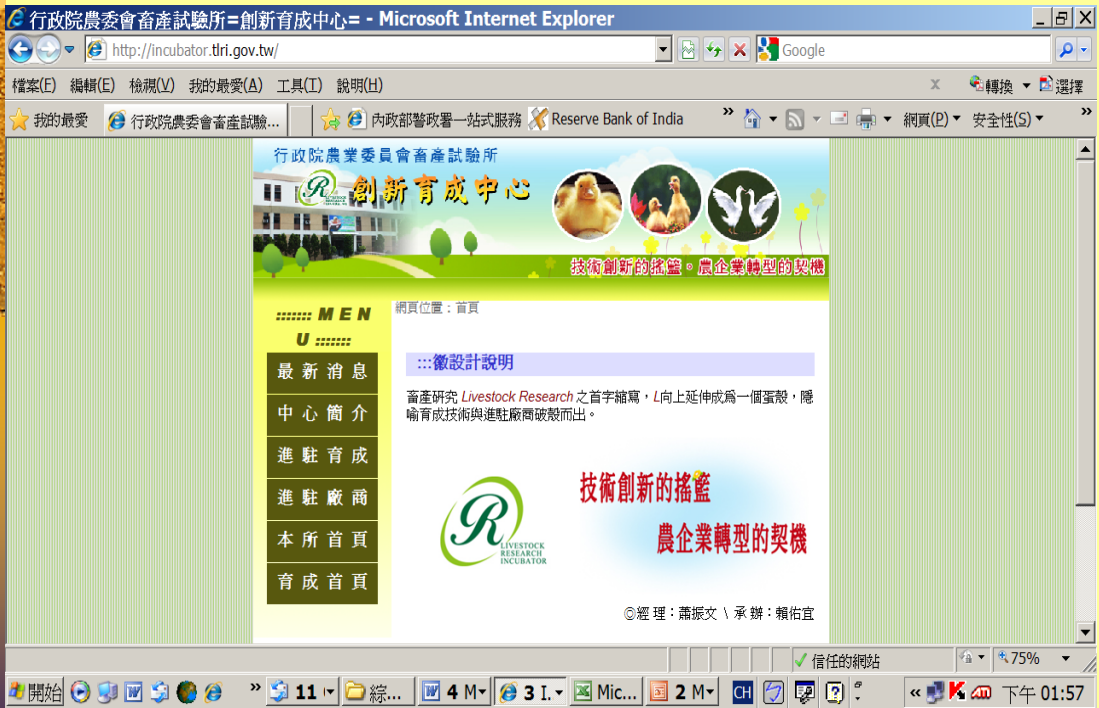 行政院農委會畜產試驗所=創新育成中心= - Microsoft Internet Explorer
http://incubator.tlri.gov.tw/
Google
檔案(F) 編輯(E) 檢視(V) 我的最愛(A) 工具(T) 說明(H)
x 轉換 選擇
我的最愛 行政院農委會畜產試驗... 內政部警政署一站式服務 Reserve Bank of India » 網頁(P) 安全性(S) »
行政院農業委員會畜產試驗所
創新育成中心
技術創新的搖籃。農企業轉型的契機
::::::: M E N
U :::::::
網頁位置：首頁
最新消息
中心簡介
進駐育成
進駐廠商
本所首頁
育成首頁
:::徽設計說明
畜產研究 Livestock Research 之首字縮寫，L向上延伸成為一個蛋殼，隱
喻育成技術與進駐廠商破殼而出。
R
LIVESTOCK
RESEARCH
INCUBATOR
技術創新的搖籃
農企業轉型的契機
◎經理：蕭振文 \ 承辦：賴佑宜
信任的網站 75%
開始 » 11 綜... 4 M 3 I. Mic... 2 M CH « 下午 01:57